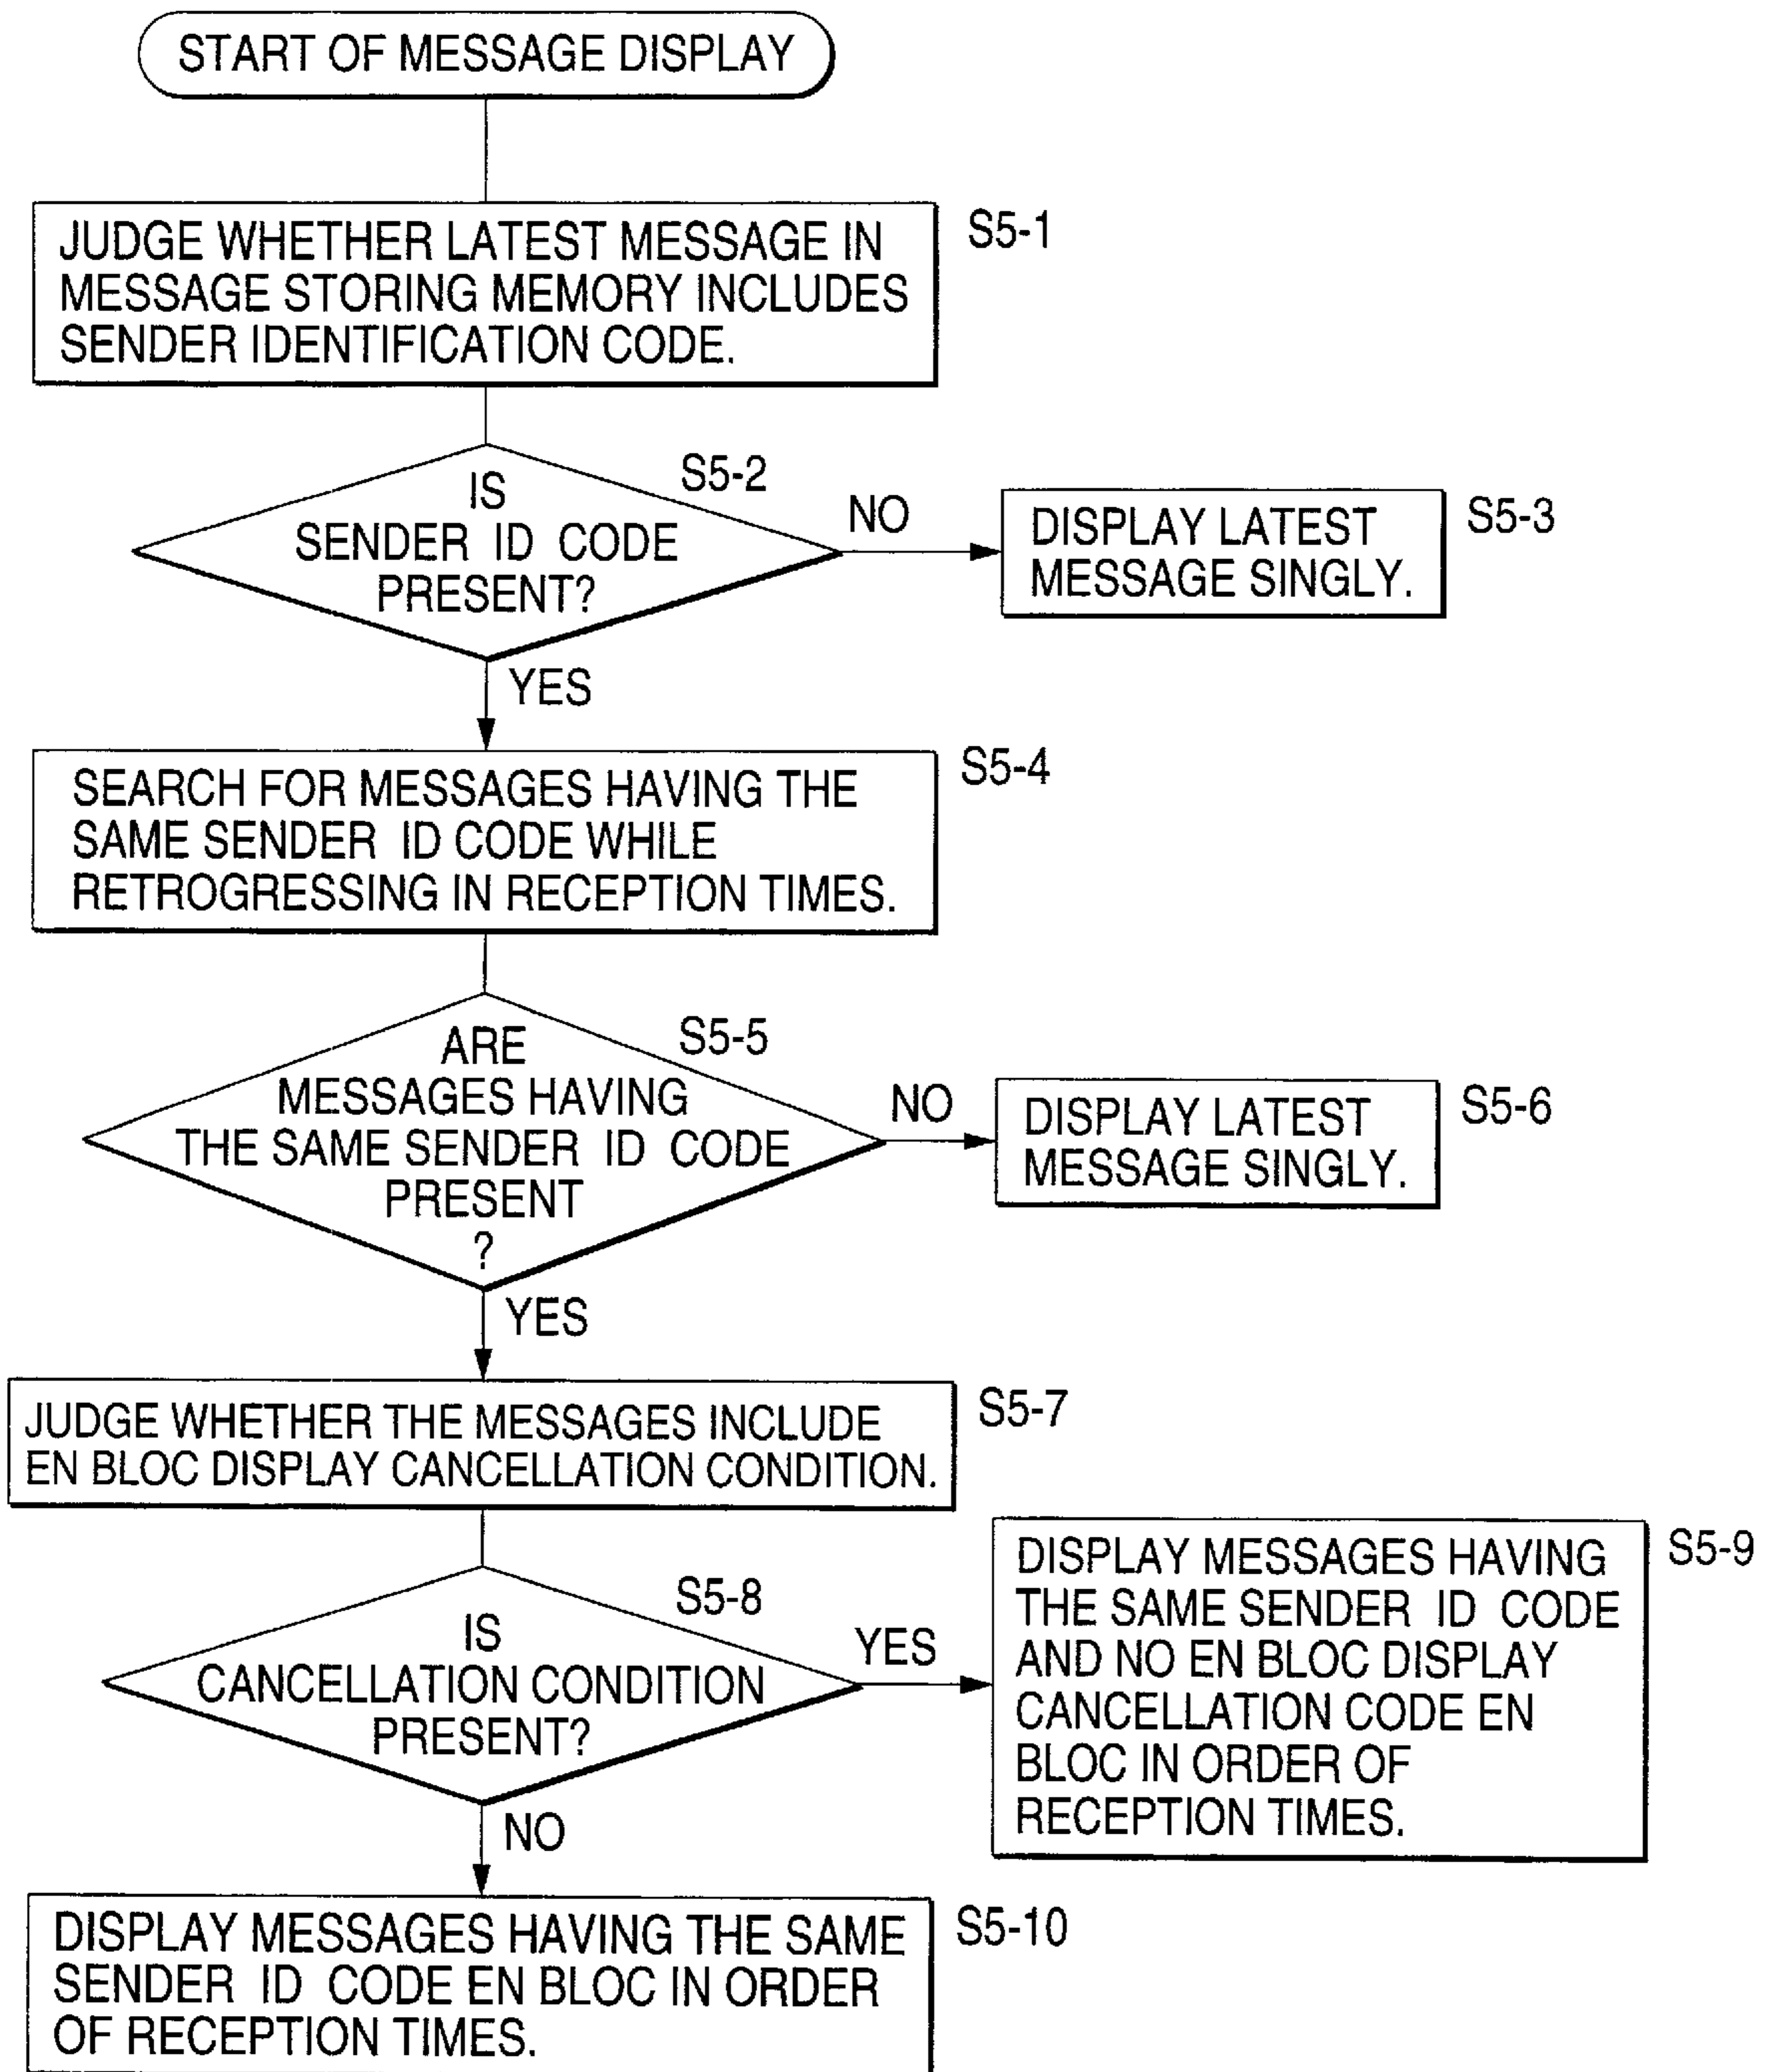 START OF MESSAGE DISPLAY
S5-1
JUDGE WHETHER LATEST MESSAGE IN
MESSAGE STORING MEMORY INCLUDES
SENDER IDENTIFICATION CODE.
S5-2
IS
SENDER ID CODE
PRESENT?
NO
DISPLAY LATEST
MESSAGE SINGLY.
S5-3
YES
S5-4
SEARCH FOR MESSAGES HAVING THE
SAME SENDER ID CODE WHILE
RETROGRESSING IN RECEPTION TIMES.
S5-5
ARE
MESSAGES HAVING
THE SAME SENDER ID CODE
PRESENT
?
NO
DISPLAY LATEST
MESSAGE SINGLY.
S5-6
YES
S5-7
JUDGE WHETHER THE MESSAGES INCLUDE
EN BLOC DISPLAY CANCELLATION CONDITION.
S5-8
IS
CANCELLATION CONDITION
PRESENT?
YES
S5-9
DISPLAY MESSAGES HAVING
THE SAME SENDER ID CODE
AND NO EN BLOC DISPLAY
CANCELLATION CODE EN
BLOC IN ORDER OF
RECEPTION TIMES.
NO
S5-10
DISPLAY MESSAGES HAVING THE SAME
SENDER ID CODE EN BLOC IN ORDER
OF RECEPTION TIMES.